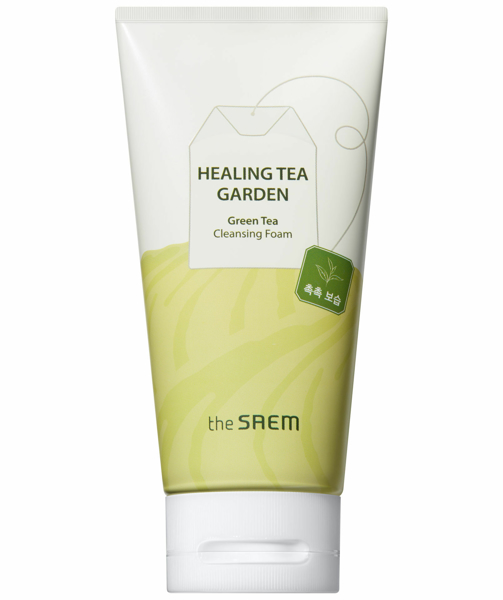 HEALING TEA
GARDEN
Green Tea
Cleansing Foam
촉촉 보습
the SAEM